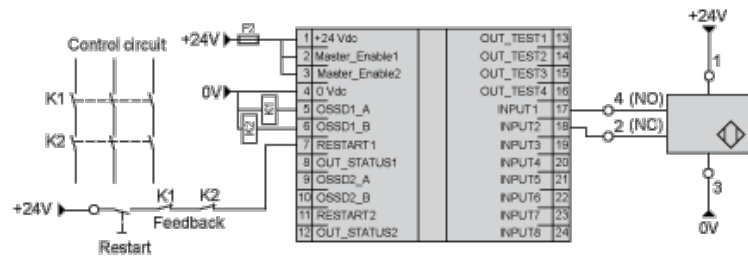 +24V
Control circuit
F2
+24V
1 +24 Vdc OUT_TEST1 13
2 Master_Enable1 OUT_TEST2 14
3 Master_Enable2 OUT_TEST3 15
0V
4 0 Vdc OUT_TEST4 16
K1
5 OSSD1_A INPUT1 17
K2
6 OSSD1_B INPUT2 18
7 RESTART1 INPUT3 19
8 OUT_STATUS1 INPUT4 20
9 OSSD2_A INPUT5 21
10 OSSD2_B INPUT6 22
11 RESTART2 INPUT7 23
12 OUT_STATUS2 INPUT8 24
K1
K2
+24V
K1 K2
Feedback
Restart
1
4 (NO)
2 (NC)
3
0V